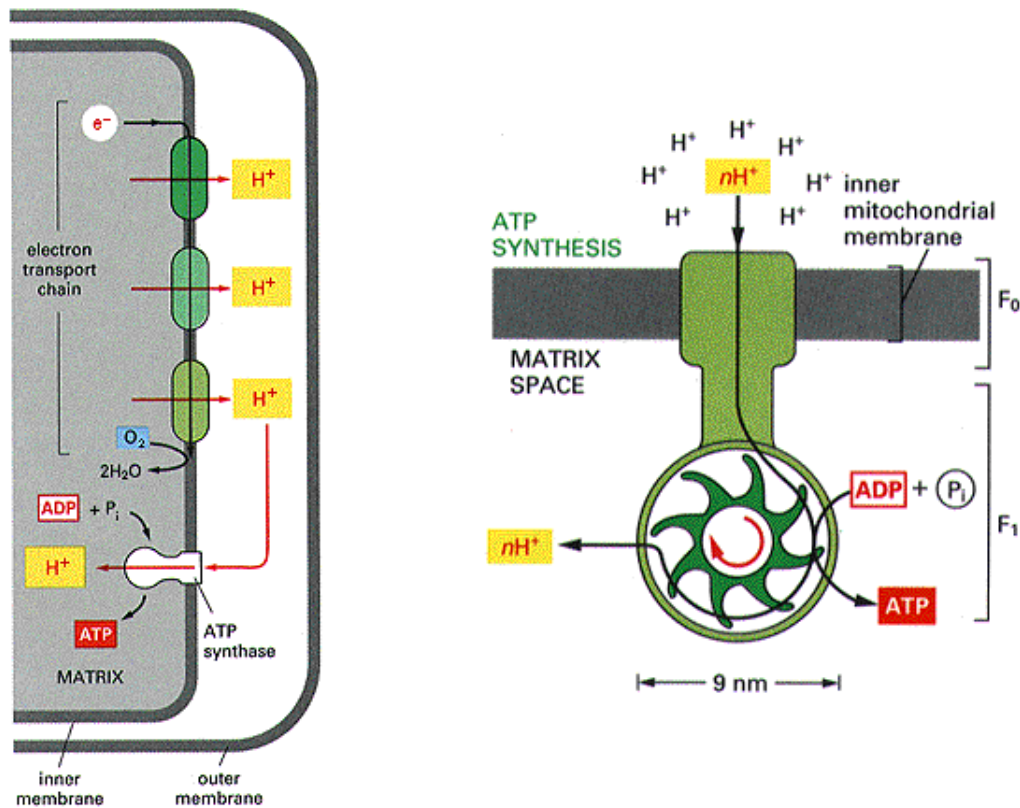 e⁻
H⁺
electron
transport
chain
H⁺
H⁺
O₂
2H₂O
ADP + Pᵢ
H⁺
ATP
ATP
synthase
MATRIX
inner
membrane
outer
membrane
H⁺
H⁺ H⁺
nH⁺
H⁺ H⁺
H⁺ H⁺
inner
mitochondrial
membrane
ATP
SYNTHESIS
F₀
MATRIX
SPACE
ADP + Pᵢ
F₁
nH⁺
ATP
9 nm